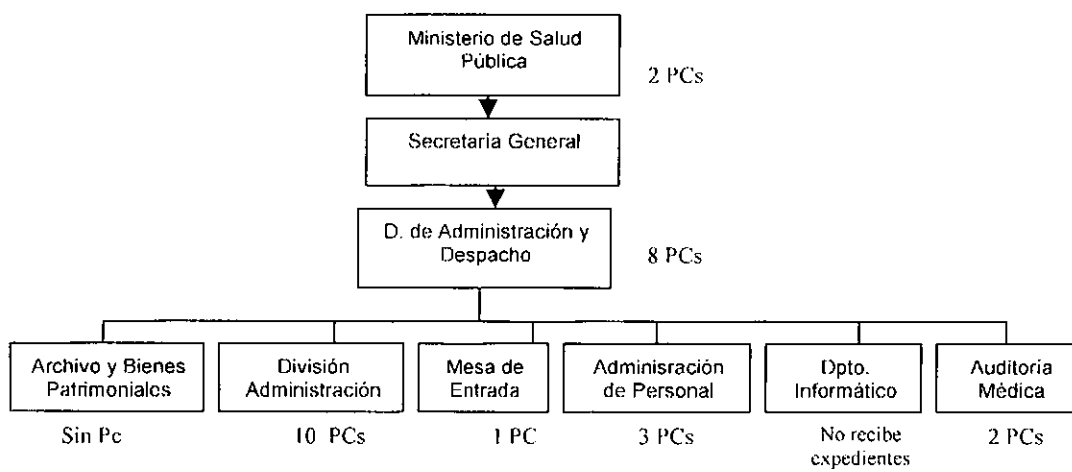 Ministerio de Salud
Pública
2 PCs
Secretaria General
D. de Administración y
Despacho
8 PCs
Archivo y Bienes
Patrimoniales
División
Administración
Mesa de
Entrada
Adminisración
de Personal
Dpto.
Informático
Auditoría
Médica
Sin Pc
10 PCs
1 PC
3 PCs
No recibe
expedientes
2 PCs